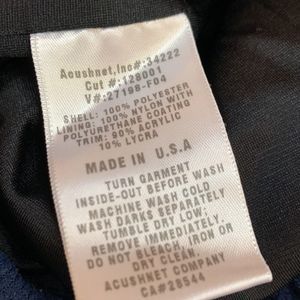 Acushnet,Inc#:34222
Cut #:128001
V#:27198-F04
SHELL: 100% POLYESTER
LINING: 100% NYLON WITH
POLYURETHANE COATING
TRIM: 90% ACRYLIC
10% LYCRA
MADE IN U.S.A
TURN GARMENT
INSIDE-OUT BEFORE WASH
MACHINE WASH COLD
WASH DARKS SEPARATELY
TUMBLE DRY LOW;
REMOVE IMMEDIATELY.
DO NOT BLEACH, IRON OR
DRY CLEAN.
ACUSHNET COMPANY
CA#28544